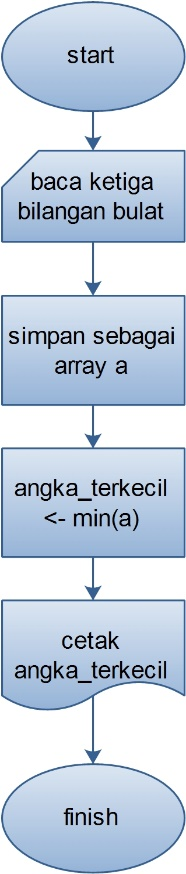 start
baca ketiga
bilangan bulat
simpan sebagai
array a
angka_terkecil
<- min(a)
cetak
angka_terkecil
finish